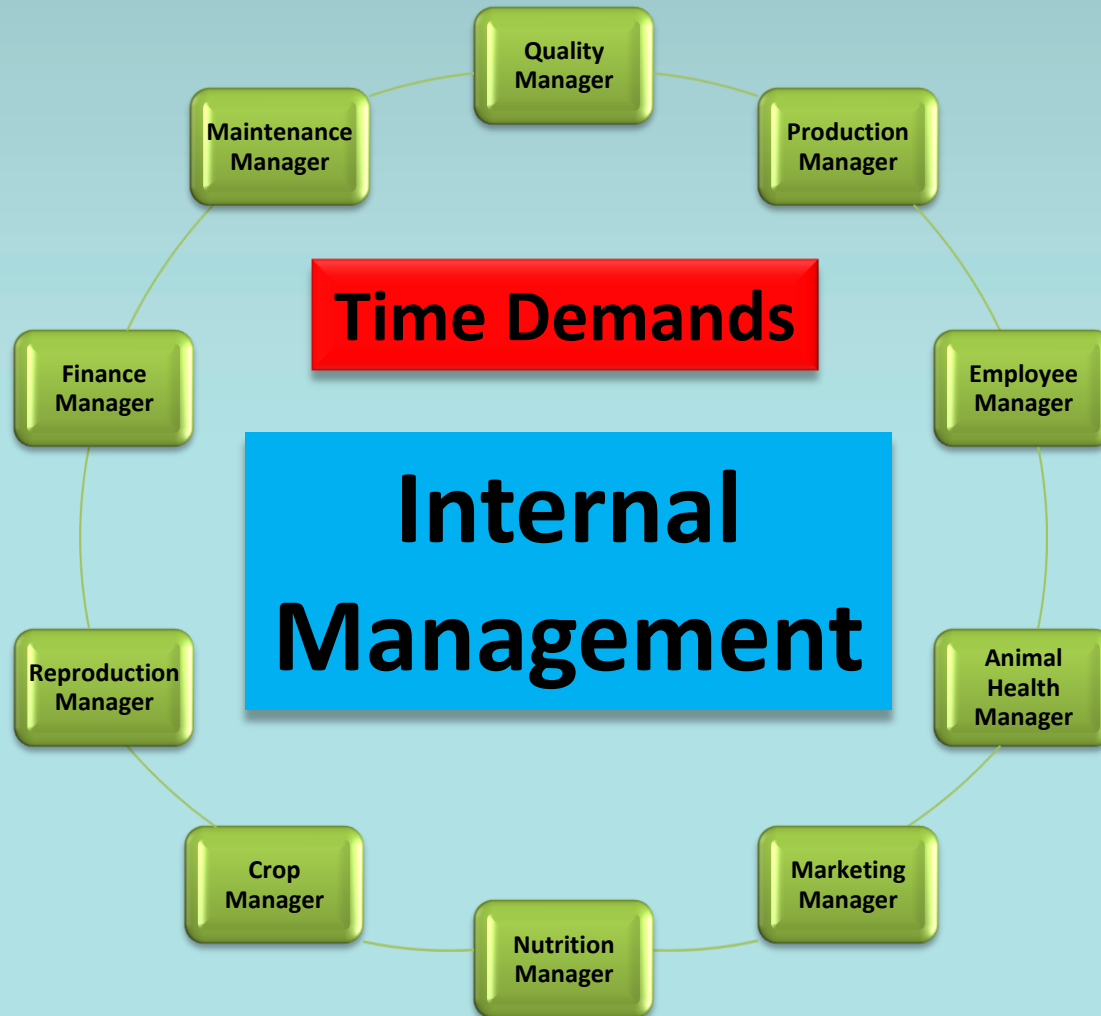 Quality
Manager
Production
Manager
Employee
Manager
Animal
Health
Manager
Marketing
Manager
Nutrition
Manager
Crop
Manager
Reproduction
Manager
Finance
Manager
Maintenance
Manager
Time Demands
Internal
Management